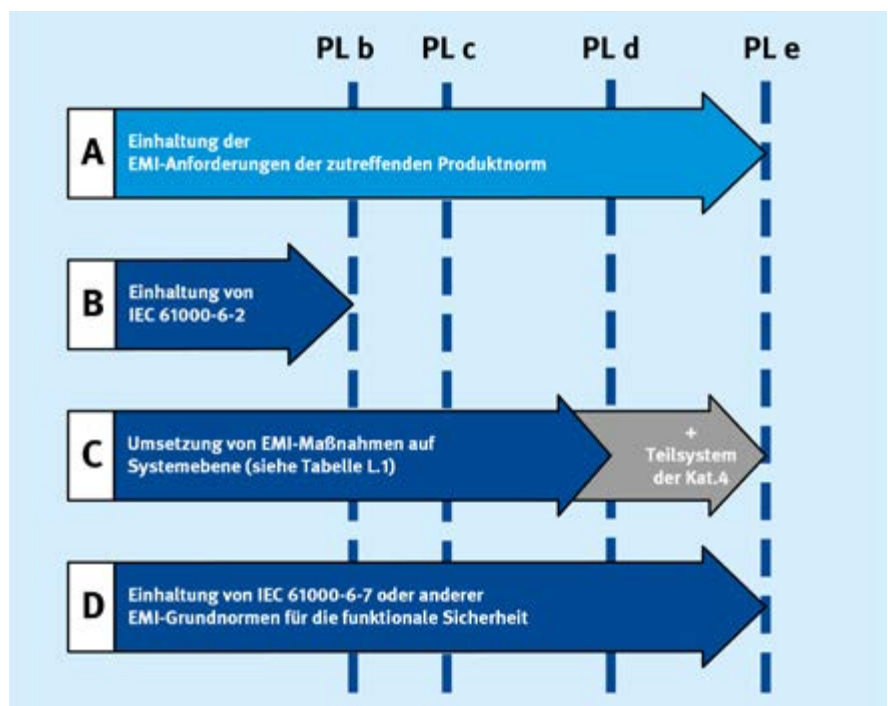 PL b PL c PL d PL e
A
Einhaltung der
EMI-Anforderungen der zutreffenden Produktnorm
B
Einhaltung von
IEC 61000-6-2
C
Umsetzung von EMI-Maßnahmen auf
Systemebene (siehe Tabelle L.1)
+
Teilsystem
der Kat.4
D
Einhaltung von IEC 61000-6-7 oder anderer
EMI-Grundnormen für die funktionale Sicherheit